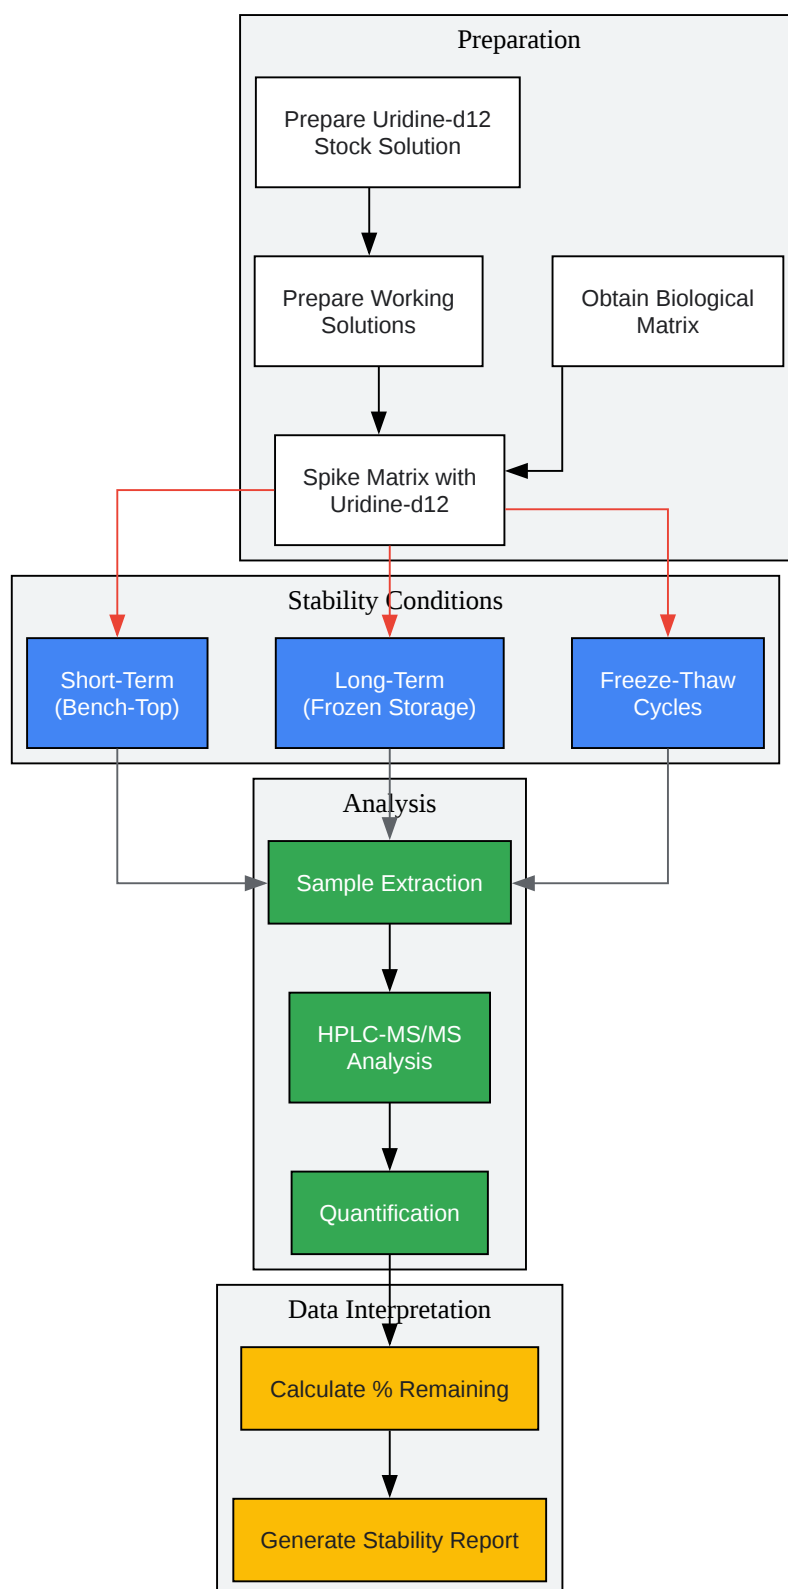 Preparation
Prepare Uridine-d12
Stock Solution
Prepare Working
Solutions
Obtain Biological
Matrix
Spike Matrix with
Uridine-d12
Stability Conditions
Short-Term
(Bench-Top)
Long-Term
(Frozen Storage)
Freeze-Thaw
Cycles
Analysis
Sample Extraction
HPLC-MS/MS
Analysis
Quantification
Data Interpretation
Calculate % Remaining
Generate Stability Report